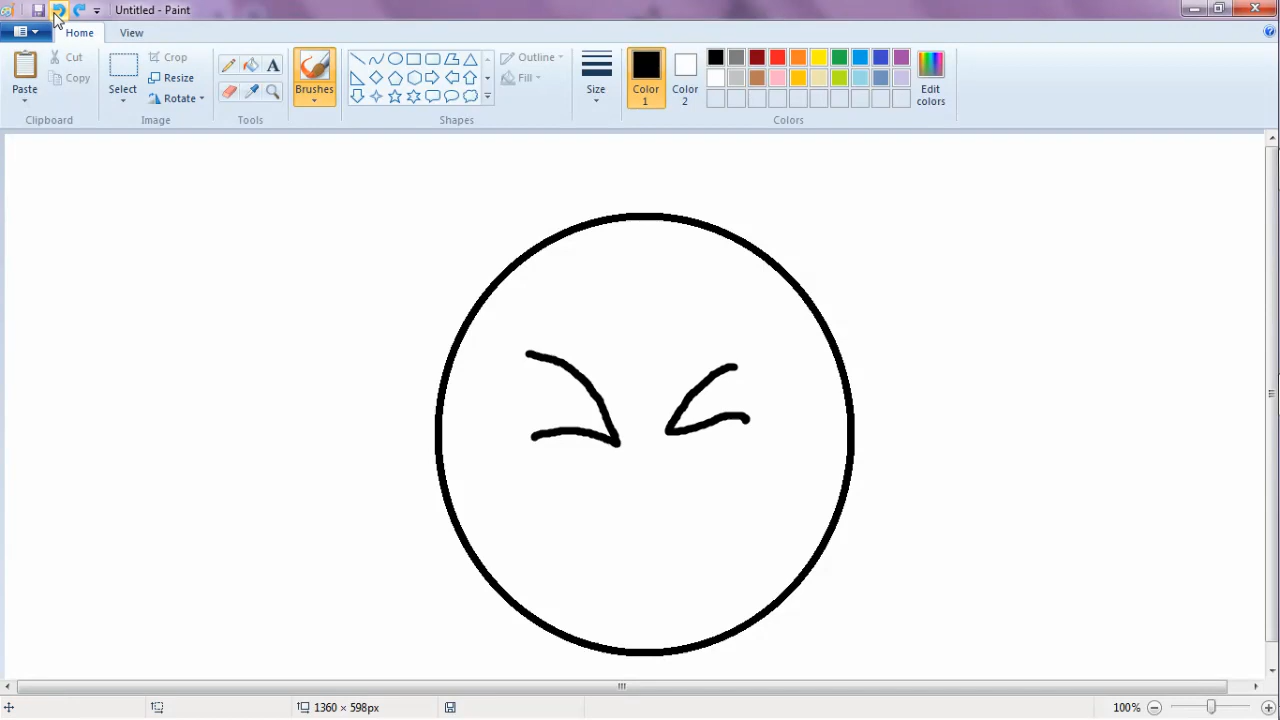 Untitled - Paint
Home View
Paste
Cut
Copy
Clipboard
Select
Crop
Resize
Rotate
Image
Tools
Brushes
Outline
Fill
Shapes
Size
Color 1
Color 2
Edit colors
Colors
1360 × 598px
100%